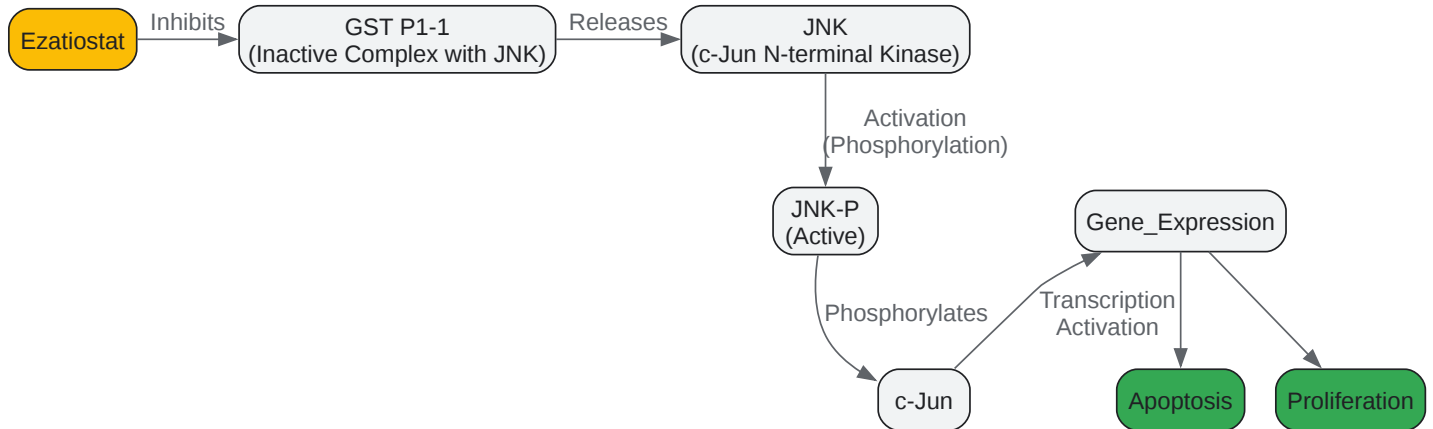 Ezatiostat
Inhibits
GST P1-1
(Inactive Complex with JNK)
Releases
JNK
(c-Jun N-terminal Kinase)
Activation
(Phosphorylation)
JNK-P
(Active)
Phosphorylates
c-Jun
Transcription
Activation
Gene_Expression
Apoptosis
Proliferation